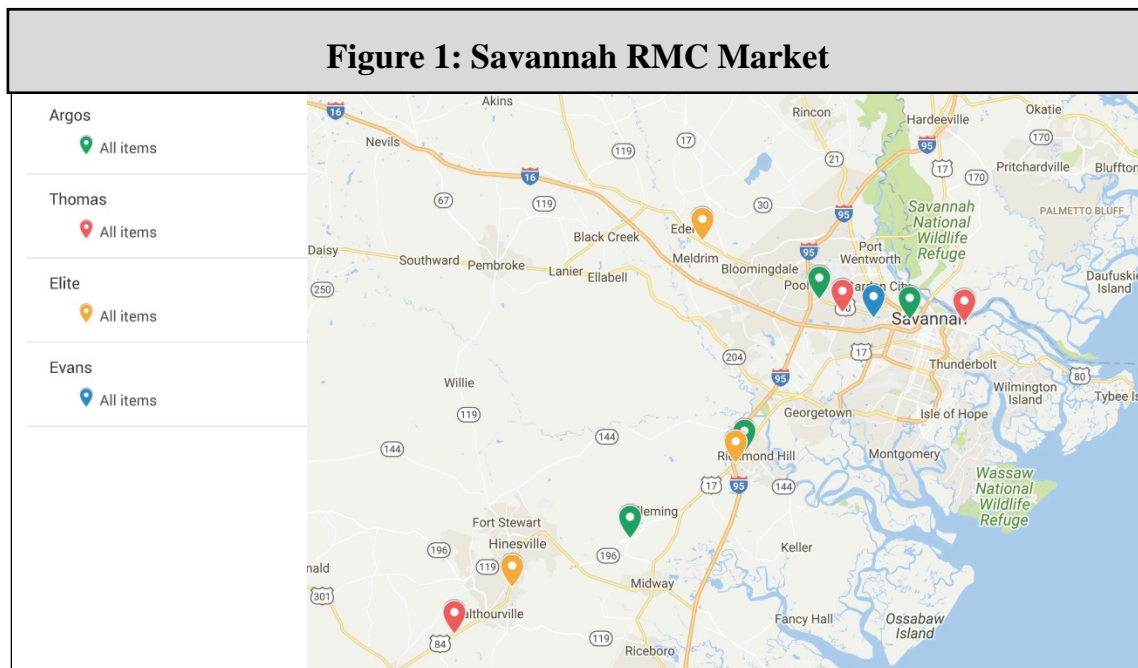 Figure 1: Savannah RMC Market
Argos
All items
Thomas
All items
Elite
All items
Evans
All items
Akins
16
Nevils
17
119
Rincon
21
Hardeeville
95
17
170
Okatie
170
Pritchardville
Bluffton
16
67
119
30
95
Savannah
National
Wildlife
Refuge
PALMETTO BLUFF
Black Creek
Meldrim
Port
Wentworth
95
Daisy
Southward
Pembroke
Lanier
Ellabell
Bloomingdale
250
Island
Savannah
17
Thunderbolt
204
80
Willie
95
Wilmington
Island
Tybee Is
119
Georgetown
Isle of Hope
144
144
Richmond Hill
Montgomery
17
95
144
Wassaw
National
Wildlife
Refuge
Fort Stewart
196
Hinesville
196
Keller
119
301
Midway
84
119
Fancy Hall
Ossabaw
Island
Riceboro